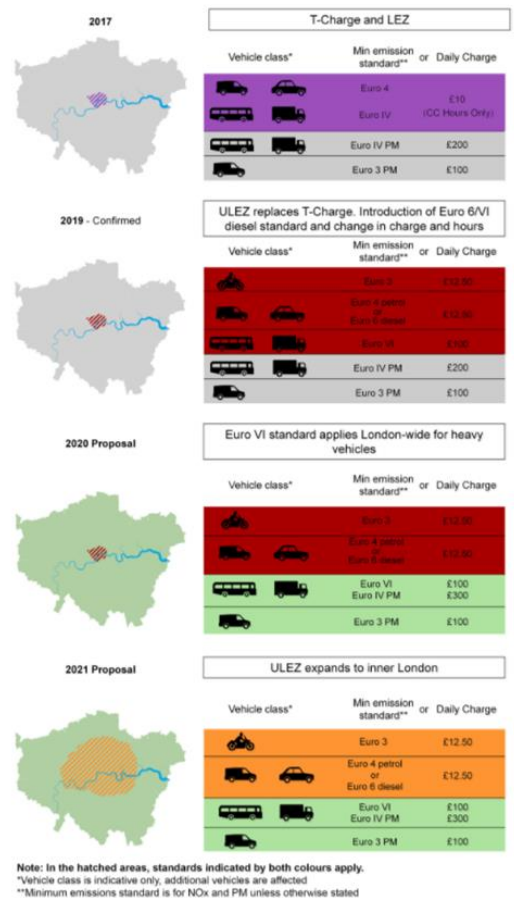 2017
T-Charge and LEZ
Vehicle class*
Min emission standard** or Daily Charge
Euro 4
Euro IV
£10
(CC Hours Only)
Euro IV PM £200
Euro 3 PM £100
2019 - Confirmed
ULEZ replaces T-Charge. Introduction of Euro 6/VI
diesel standard and change in charge and hours
Vehicle class*
Min emission standard** or Daily Charge
Euro 3 £12.50
Euro 4 petrol
or
Euro 6 diesel
£12.50
Euro VI £100
Euro IV PM £200
Euro 3 PM £100
2020 Proposal
Euro VI standard applies London-wide for heavy
vehicles
Vehicle class*
Min emission standard** or Daily Charge
Euro 3 £12.50
Euro 4 petrol
or
Euro 6 diesel
£12.50
Euro VI £100
Euro IV PM £300
Euro 3 PM £100
2021 Proposal
ULEZ expands to inner London
Vehicle class*
Min emission standard** or Daily Charge
Euro 3 £12.50
Euro 4 petrol
or
Euro 6 diesel
£12.50
Euro VI £100
Euro IV PM £300
Euro 3 PM £100
Note: In the hatched areas, standards indicated by both colours apply.
*Vehicle class is indicative only, additional vehicles are affected
**Minimum emissions standard is for NOx and PM unless otherwise stated